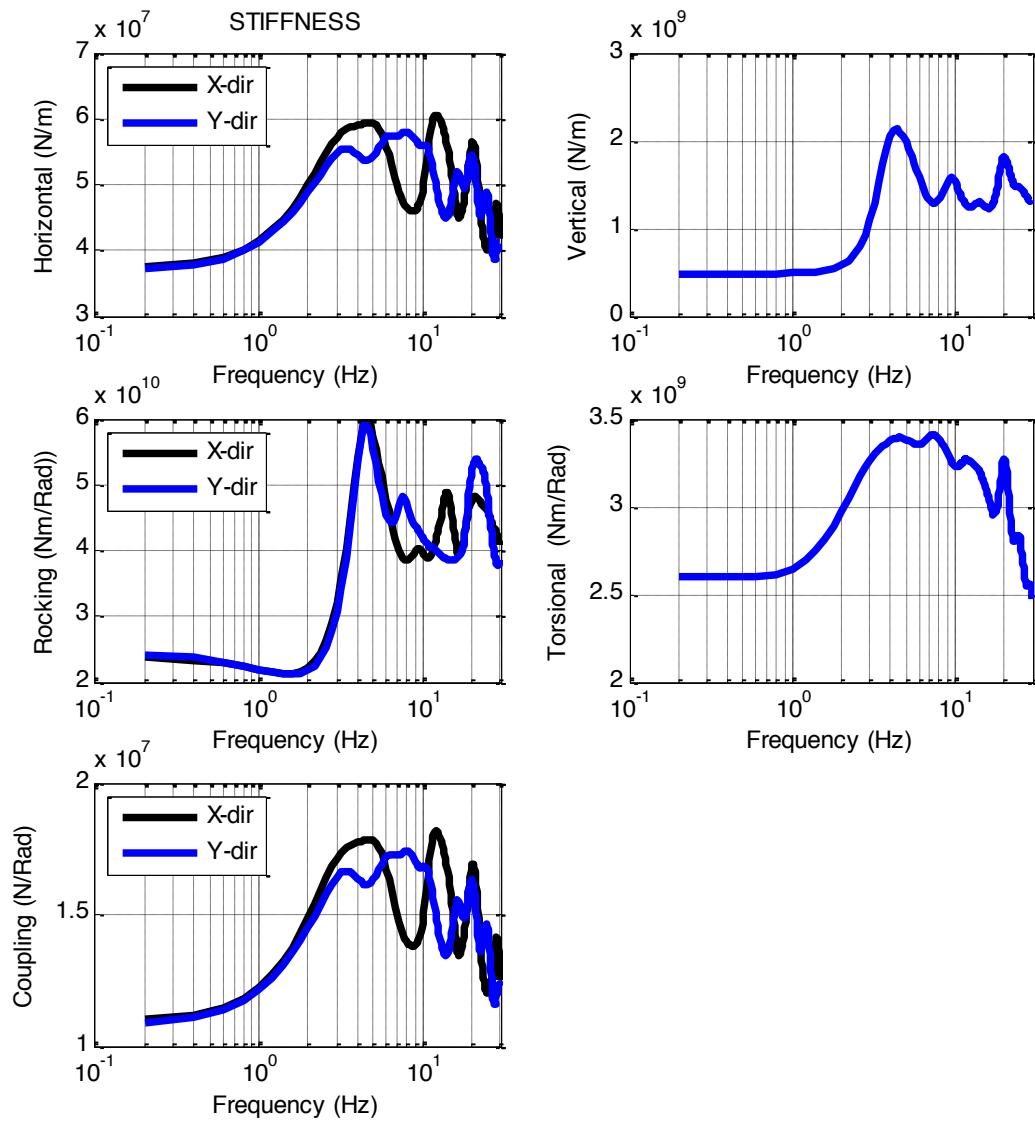 STIFFNESS
x 10^7
7
6
5
4
3
Horizontal (N/m)
X-dir
Y-dir
10^-1
10^0
10^1
Frequency (Hz)
x 10^9
3
2
1
0
Vertical (N/m)
10^-1
10^0
10^1
Frequency (Hz)
x 10^10
6
5
4
3
2
Rocking (Nm/Rad))
X-dir
Y-dir
10^-1
10^0
10^1
Frequency (Hz)
x 10^9
3.5
3
2.5
2
Torsional (Nm/Rad)
10^-1
10^0
10^1
Frequency (Hz)
x 10^7
2
1.5
1
Coupling (N/Rad)
X-dir
Y-dir
10^-1
10^0
10^1
Frequency (Hz)